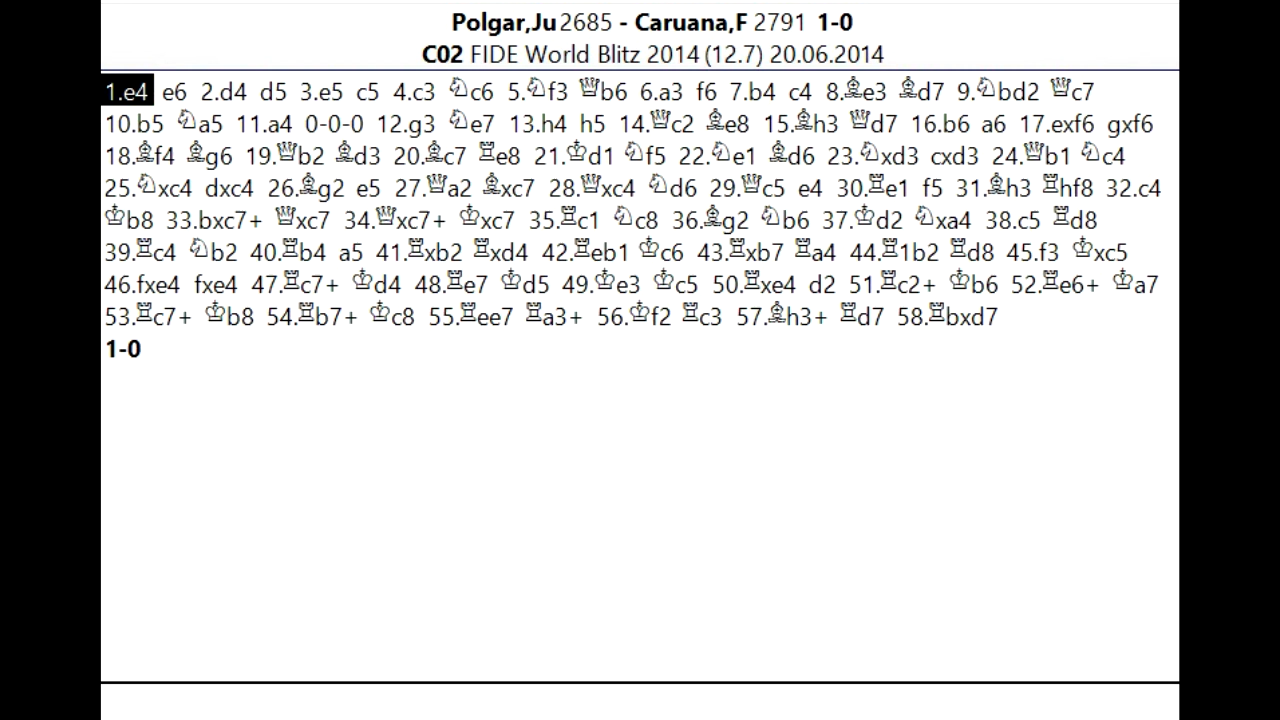 Polgar,Ju 2685 - Caruana,F 2791 1-0
C02 FIDE World Blitz 2014 (12.7) 20.06.2014
1.e4 e6 2.d4 d5 3.e5 c5 4.c3 ♘c6 5.♘f3 ♕b6 6.a3 f6 7.b4 c4 8.♗e3 ♗d7 9.♘bd2 ♕c7
10.b5 ♘a5 11.a4 0-0-0 12.g3 ♘e7 13.h4 h5 14.♕c2 ♗e8 15.♗h3 ♕d7 16.b6 a6 17.exf6 gxf6
18.♗f4 ♗g6 19.♕b2 ♗d3 20.♗c7 ♖e8 21.♔d1 ♘f5 22.♘e1 ♗d6 23.♘xd3 cxd3 24.♕b1 ♘c4
25.♘xc4 dxc4 26.♗g2 e5 27.♕a2 ♗xc7 28.♕xc4 ♘d6 29.♕c5 e4 30.♖e1 f5 31.♗h3 ♖hf8 32.c4
♔b8 33.bxc7+ ♕xc7 34.♕xc7+ ♔xc7 35.♖c1 ♘c8 36.♗g2 ♘b6 37.♔d2 ♘xa4 38.c5 ♖d8
39.♖c4 ♘b2 40.♖b4 a5 41.♖xb2 ♖xd4 42.♖eb1 ♔c6 43.♖xb7 ♖a4 44.♖1b2 ♖d8 45.f3 ♔xc5
46.fxe4 fxe4 47.♖c7+ ♔d4 48.♖e7 ♔d5 49.♔e3 ♔c5 50.♖xe4 d2 51.♖c2+ ♔b6 52.♖e6+ ♔a7
53.♖c7+ ♔b8 54.♖b7+ ♔c8 55.♖ee7 ♖a3+ 56.♔f2 ♖c3 57.♗h3+ ♖d7 58.♖bxd7
1-0